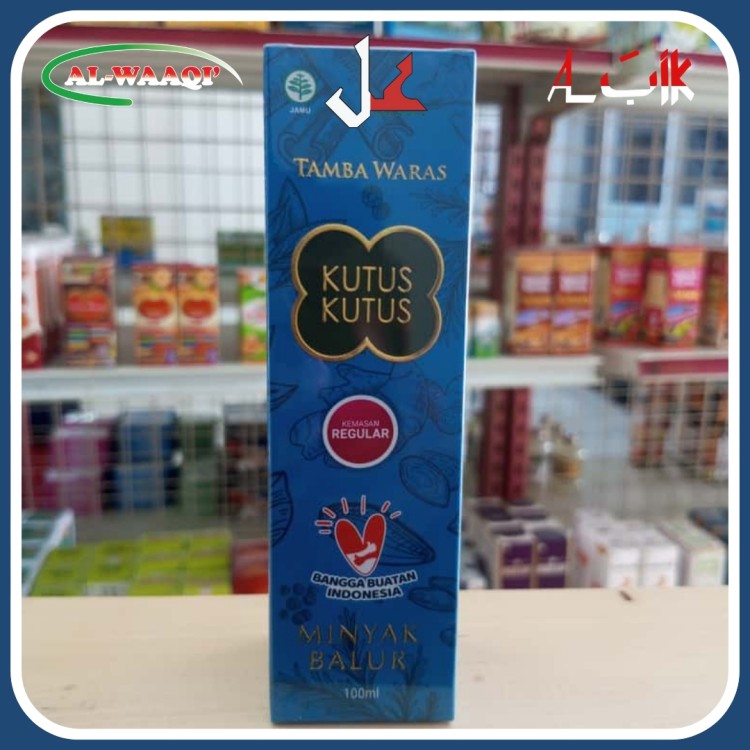 AL-WAAQI'
JAMU
TAMBA WARAS
KUTUS
KUTUS
KEMASAN
REGULAR
BANGGA BUATAN
INDONESIA
MINYAK
BALUR
100ml